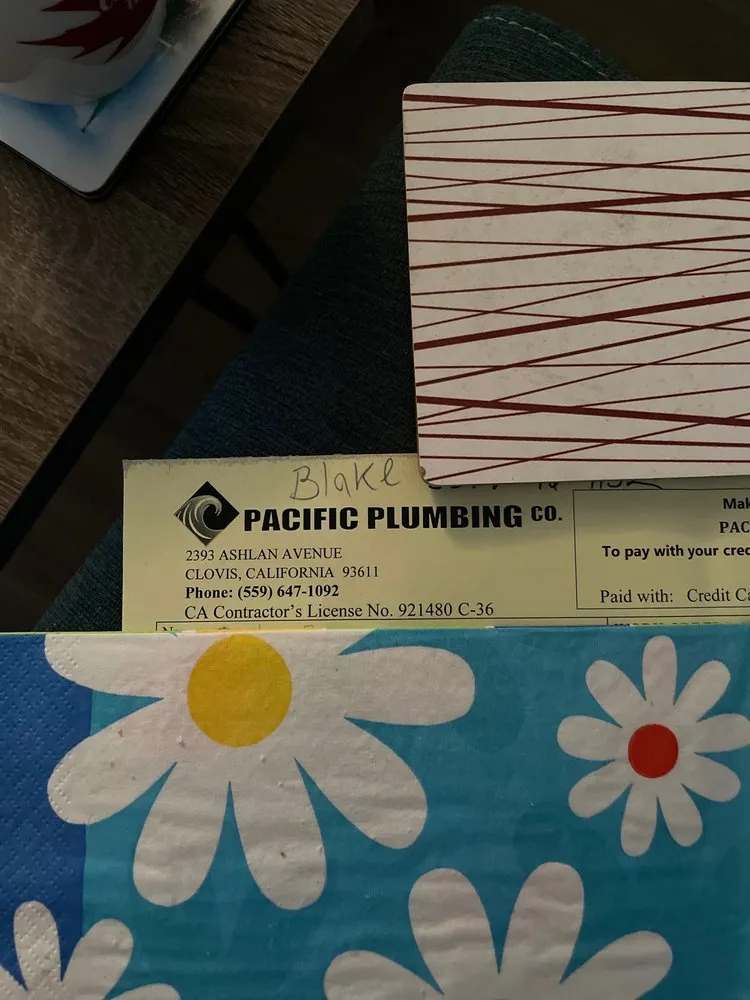 Blake
PACIFIC PLUMBING CO.
2393 ASHLAN AVENUE
CLOVIS, CALIFORNIA 93611
Phone: (559) 647-1092
CA Contractor's License No. 921480 C-36
Mak
PAC
To pay with your cred
Paid with: Credit Ca